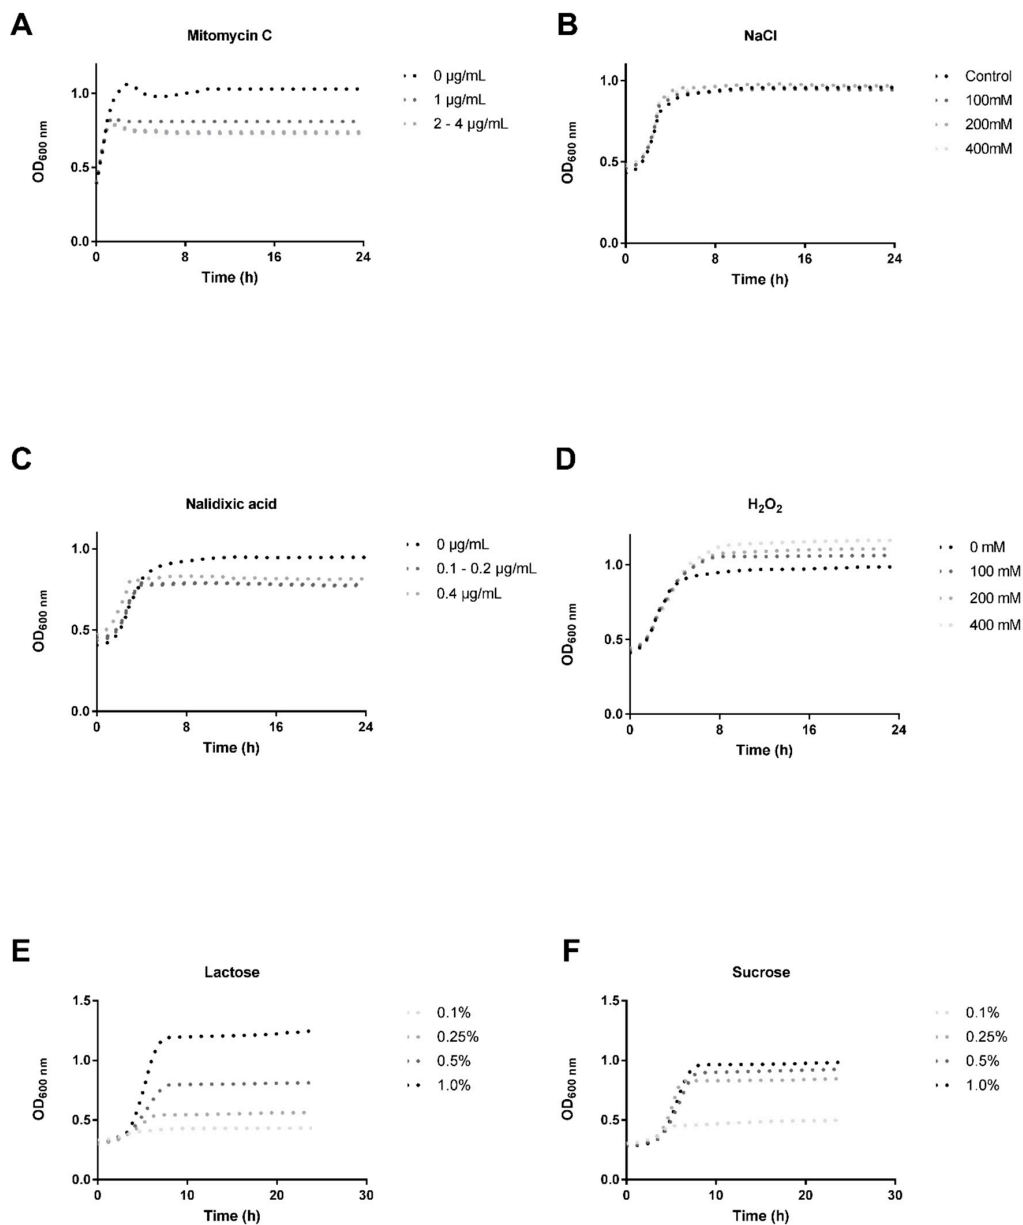 A
Mitomycin C
1.0
0.5
0.0
OD600 nm
0 8 16 24
Time (h)
0 µg/mL
1 µg/mL
2 - 4 µg/mL
B
NaCl
1.0
0.5
0.0
OD600 nm
0 8 16 24
Time (h)
Control
100mM
200mM
400mM
C
Nalidixic acid
1.0
0.5
0.0
OD600 nm
0 8 16 24
Time (h)
0 µg/mL
0.1 - 0.2 µg/mL
0.4 µg/mL
D
H2O2
1.0
0.5
0.0
OD600 nm
0 8 16 24
Time (h)
0 mM
100 mM
200 mM
400 mM
E
Lactose
1.5
1.0
0.5
0.0
OD600 nm
0 10 20 30
Time (h)
0.1%
0.25%
0.5%
1.0%
F
Sucrose
1.5
1.0
0.5
0.0
OD600 nm
0 10 20 30
Time (h)
0.1%
0.25%
0.5%
1.0%